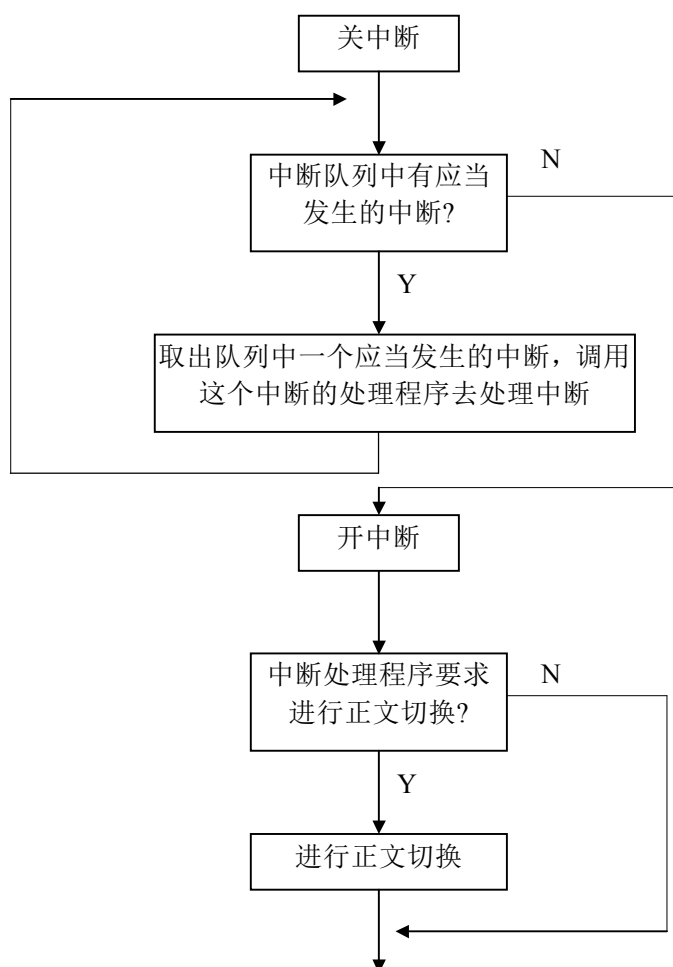 关中断
中断队列中有应当
发生的中断?
N
Y
取出队列中一个应当发生的中断，调用
这个中断的处理程序去处理中断
开中断
中断处理程序要求
进行正文切换?
N
Y
进行正文切换